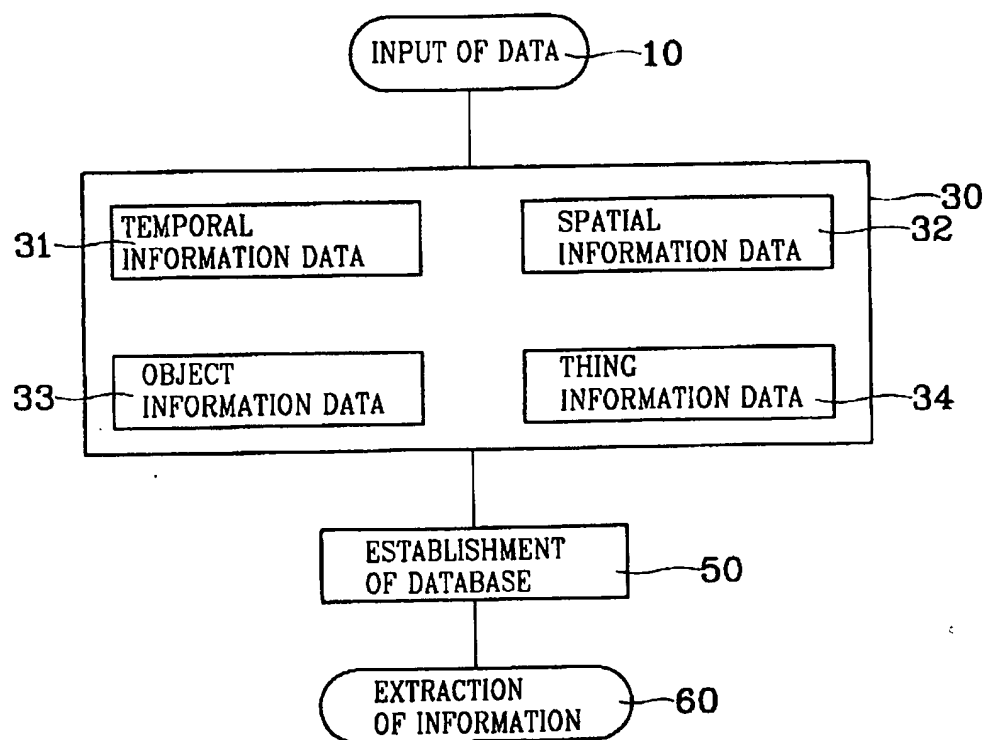 INPUT OF DATA
10
30
TEMPORAL
INFORMATION DATA
31
SPATIAL
INFORMATION DATA
32
OBJECT
INFORMATION DATA
33
THING
INFORMATION DATA
34
ESTABLISHMENT
OF DATABASE
50
EXTRACTION
OF INFORMATION
60